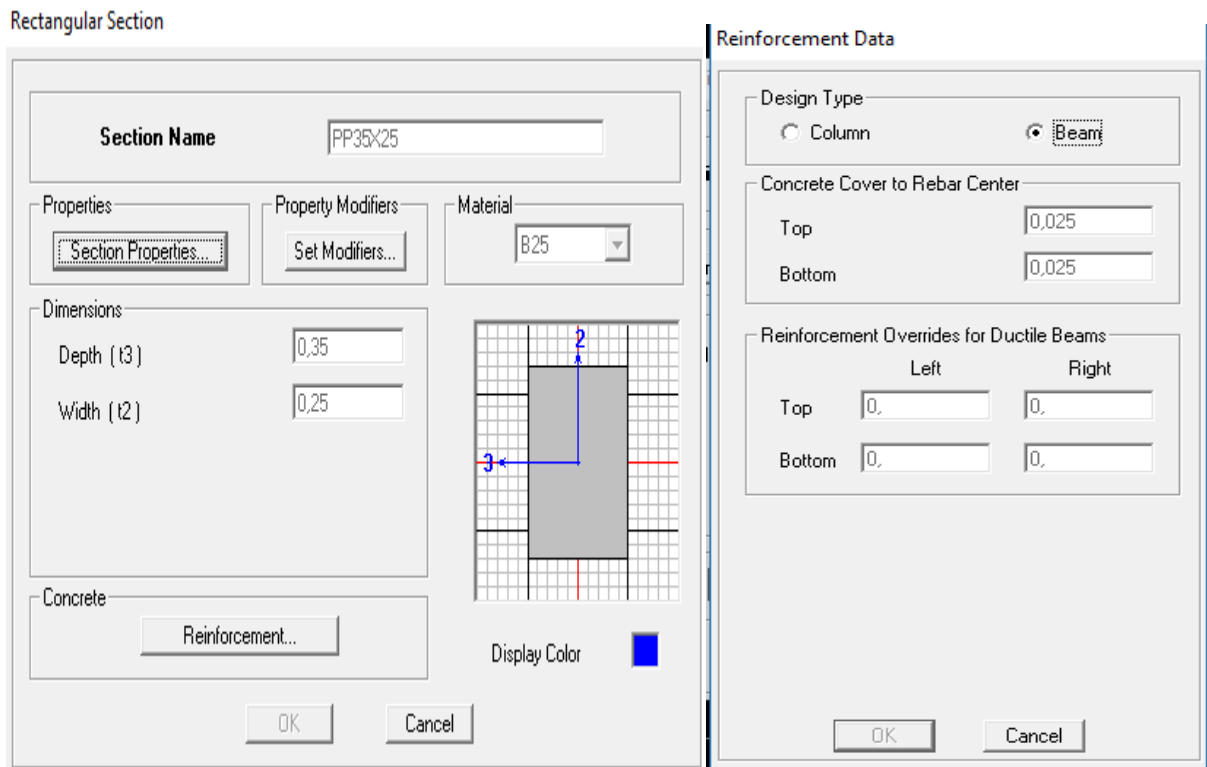 Rectangular Section
Section Name PP35X25
Properties
Section Properties...
Property Modifiers
Set Modifiers...
Material
B25
Dimensions
Depth ( t3 ) 0,35
Width ( t2 ) 0,25
2
3
Concrete
Reinforcement...
Display Color
OK Cancel
Reinforcement Data
Design Type
Column Beam
Concrete Cover to Rebar Center
Top 0,025
Bottom 0,025
Reinforcement Overrides for Ductile Beams
Left Right
Top 0, 0,
Bottom 0, 0,
OK Cancel